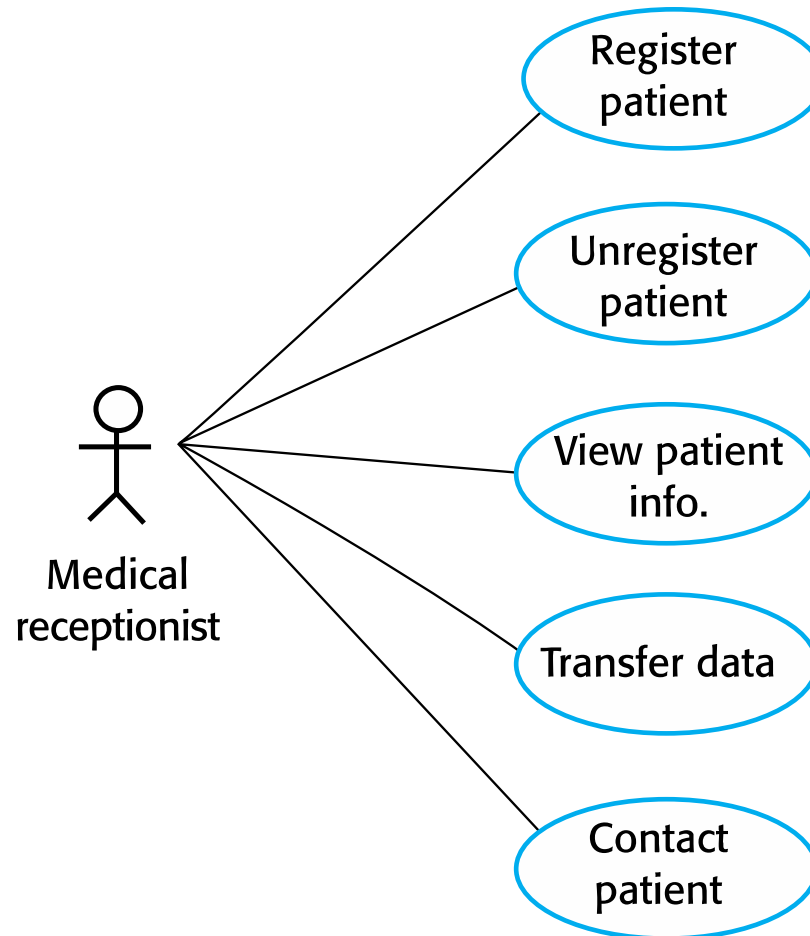 Register
patient
Unregister
patient
View patient
info.
Medical
receptionist
Transfer data
Contact
patient